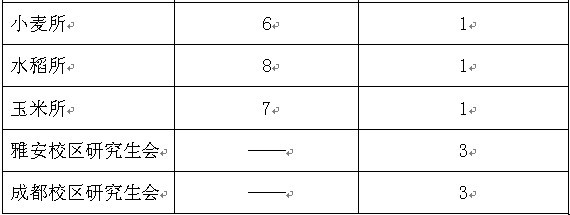 小麦所 6 1
水稻所 8 1
玉米所 7 1
雅安校区研究生会 —— 3
成都校区研究生会 —— 3